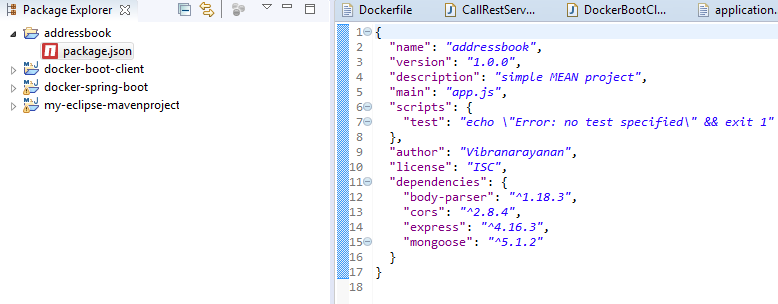 Package Explorer
addressbook
package.json
docker-boot-client
docker-spring-boot
my-eclipse-mavenproject
Dockerfile
CallRestServ...
DockerBootCl...
application.
1 {
2 "name": "addressbook",
3 "version": "1.0.0",
4 "description": "simple MEAN project",
5 "main": "app.js",
6 "scripts": {
7 "test": "echo \"Error: no test specified\" && exit 1"
8 },
9 "author": "Vibranarayanan",
10 "license": "ISC",
11 "dependencies": {
12 "body-parser": "^1.18.3",
13 "cors": "^2.8.4",
14 "express": "^4.16.3",
15 "mongoose": "^5.1.2"
16 }
17 }
18